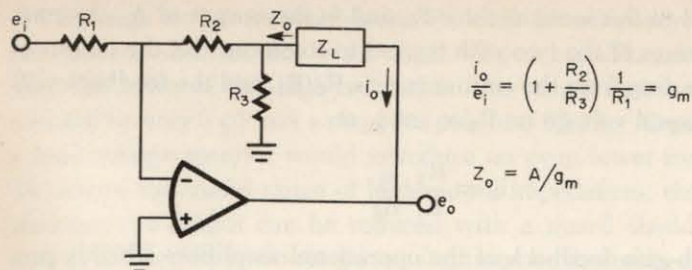 e_i R_1 R_2 Z_o Z_L
R_3 i_o
i_o/e_i = (1 + R_2/R_3) 1/R_1 = g_m
Z_o = A/g_m
-
+
e_o